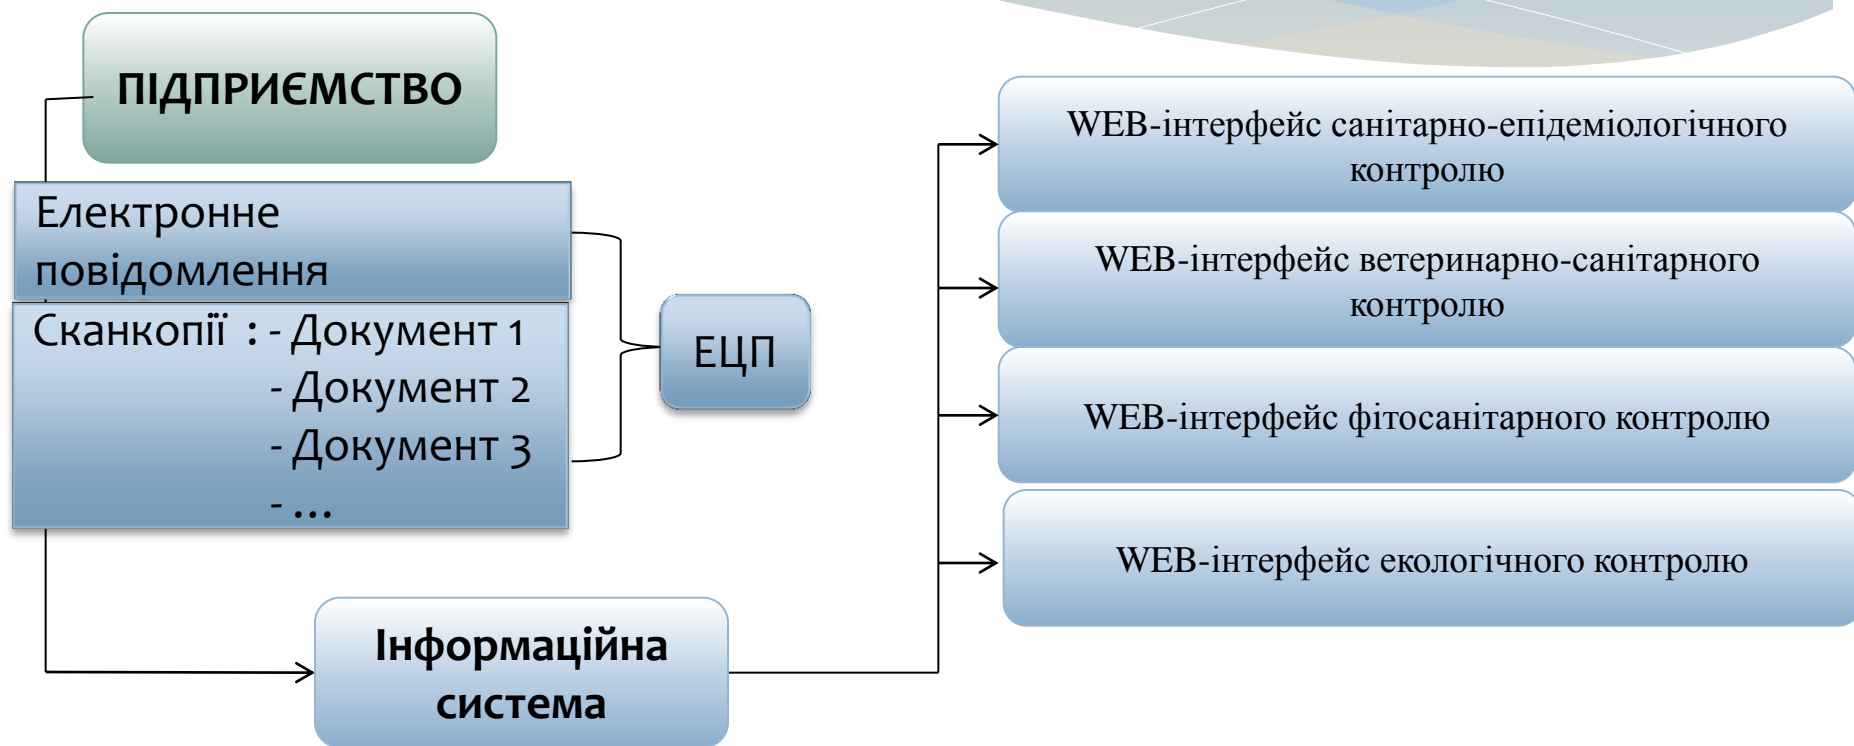 ПІДПРИЄМСТВО
Електронне
повідомлення
Сканкопії : - Документ 1
- Документ 2
- Документ 3
- ...
ЕЦП
Інформаційна
система
WEB-інтерфейс санітарно-епідеміологічного
контролю
WEB-інтерфейс ветеринарно-санітарного
контролю
WEB-інтерфейс фітосанітарного контролю
WEB-інтерфейс екологічного контролю